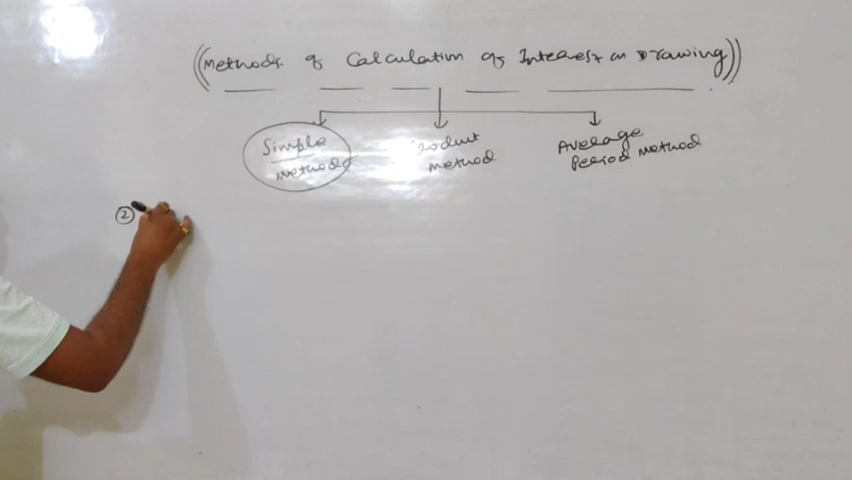 ((Methods of Calculation of Interest on Drawing))
Simple Method
Product Method
Average Period Method
②